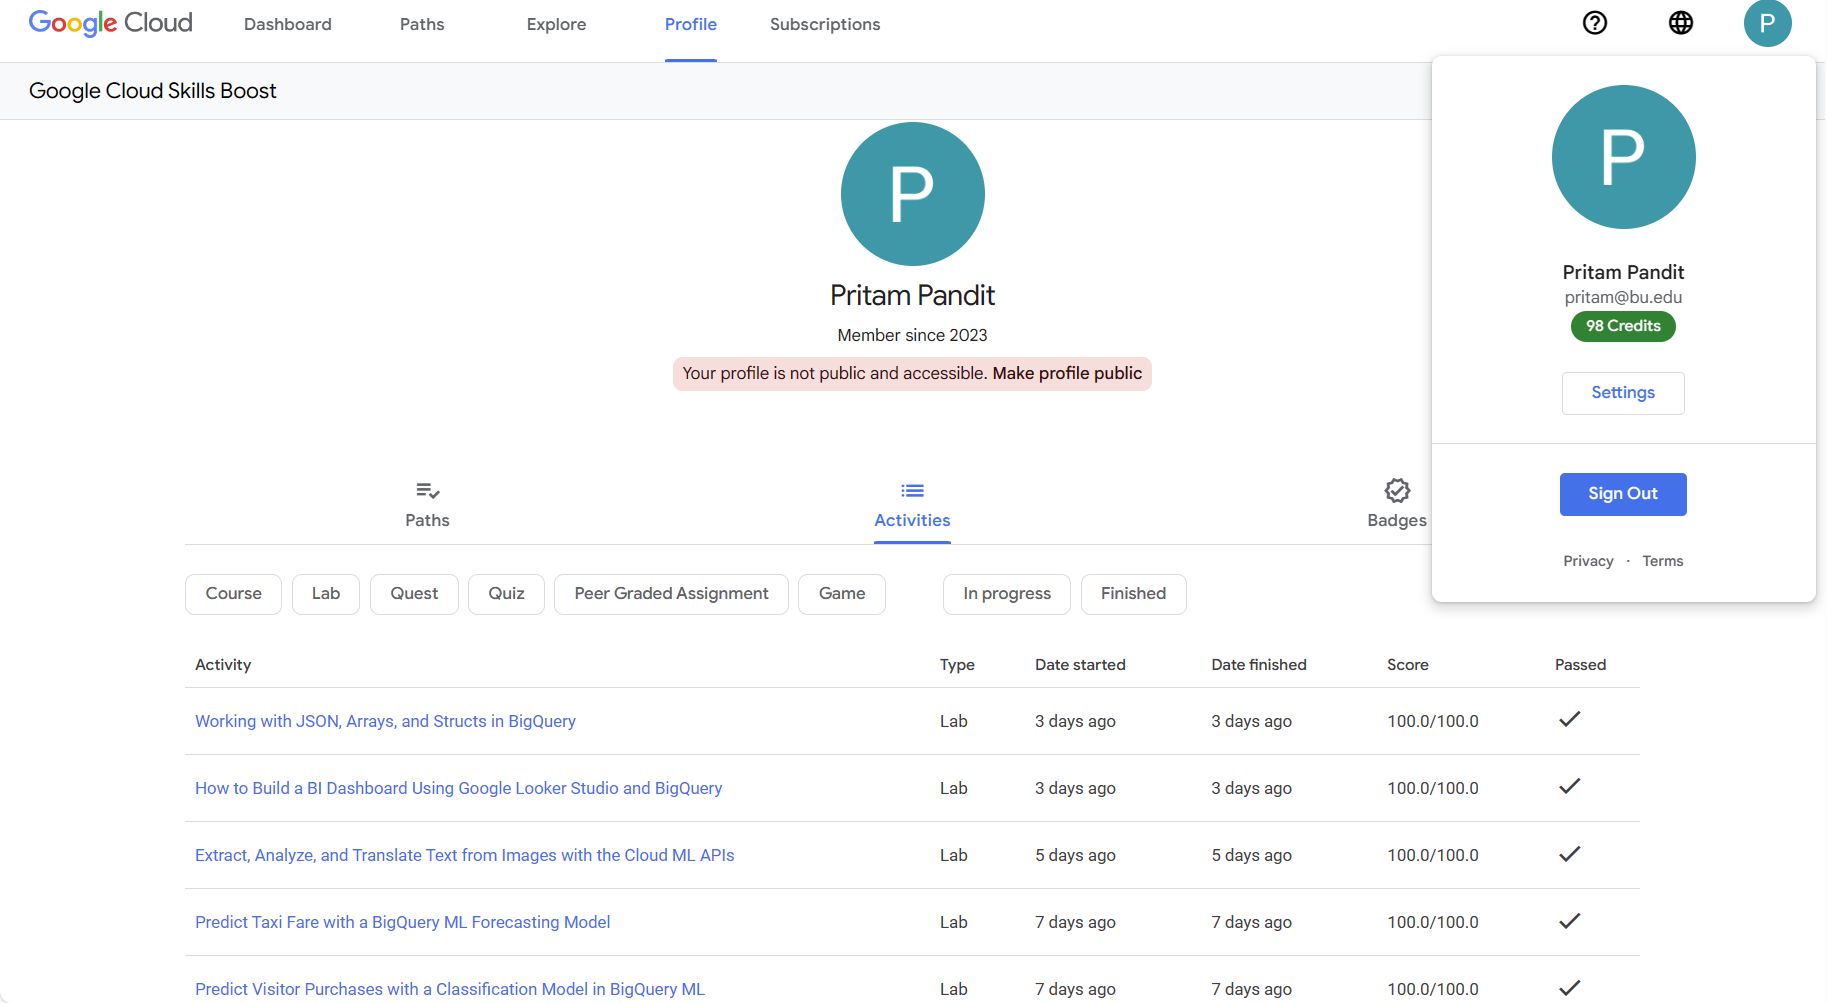 Google Cloud Dashboard Paths Explore Profile Subscriptions P
Google Cloud Skills Boost
P
Pritam Pandit
Member since 2023
Your profile is not public and accessible. Make profile public
P
Pritam Pandit
pritam@bu.edu
98 Credits
Settings
Sign Out
Privacy · Terms
Paths Activities Badges
Course Lab Quest Quiz Peer Graded Assignment Game In progress Finished
Activity Type Date started Date finished Score Passed
Working with JSON, Arrays, and Structs in BigQuery Lab 3 days ago 3 days ago 100.0/100.0
How to Build a BI Dashboard Using Google Looker Studio and BigQuery Lab 3 days ago 3 days ago 100.0/100.0
Extract, Analyze, and Translate Text from Images with the Cloud ML APIs Lab 5 days ago 5 days ago 100.0/100.0
Predict Taxi Fare with a BigQuery ML Forecasting Model Lab 7 days ago 7 days ago 100.0/100.0
Predict Visitor Purchases with a Classification Model in BigQuery ML Lab 7 days ago 7 days ago 100.0/100.0